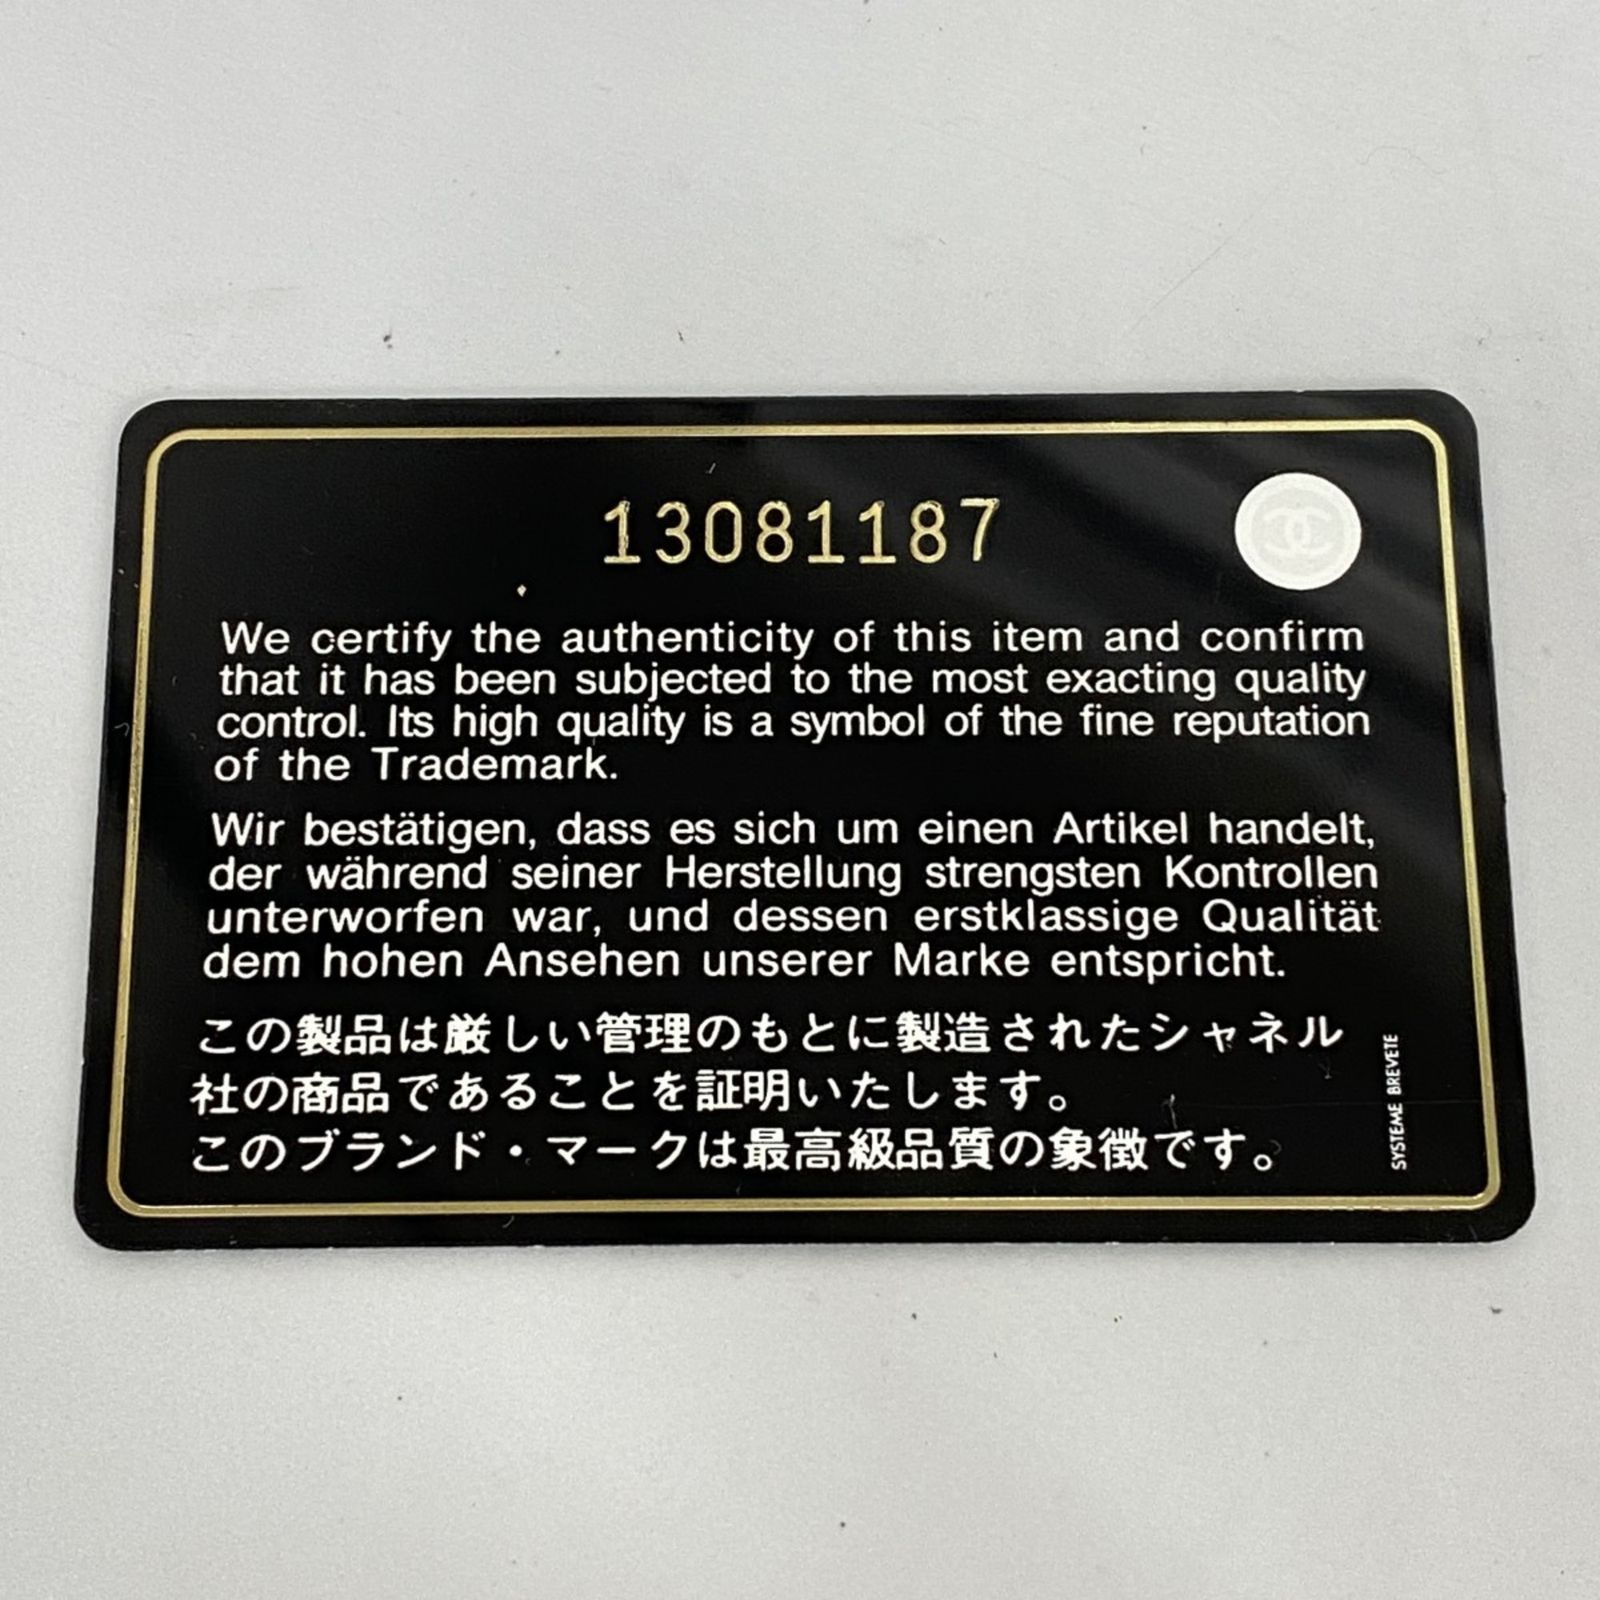 13081187
We certify the authenticity of this item and confirm
that it has been subjected to the most exacting quality
control. Its high quality is a symbol of the fine reputation
of the Trademark.
Wir bestätigen, dass es sich um einen Artikel handelt,
der während seiner Herstellung strengsten Kontrollen
unterworfen war, und dessen erstklassige Qualität
dem hohen Ansehen unserer Marke entspricht.
この製品は厳しい管理のもとに製造されたシャネル
社の商品であることを証明いたします。
このブランド・マークは最高級品質の象徴です。
SYSTEME BREVETE